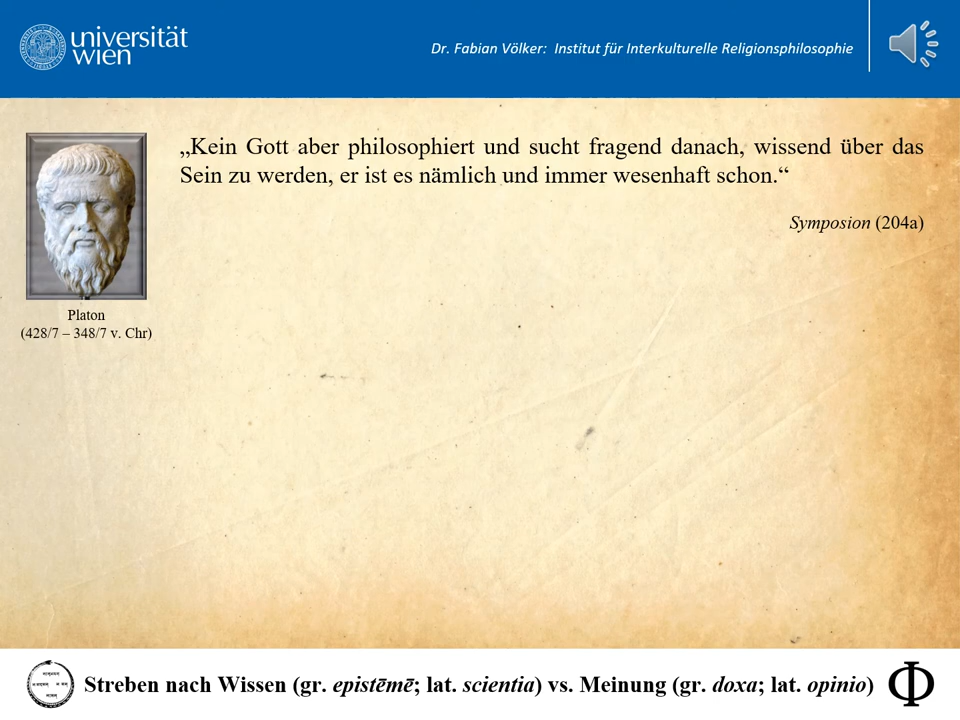 universität
wien
Dr. Fabian Völker: Institut für Interkulturelle Religionsphilosophie
„Kein Gott aber philosophiert und sucht fragend danach, wissend über das
Sein zu werden, er ist es nämlich und immer wesenhaft schon.“
Symposion (204a)
Platon
(428/7 – 348/7 v. Chr)
Streben nach Wissen (gr. epistēmē; lat. scientia) vs. Meinung (gr. doxa; lat. opinio)
Φ